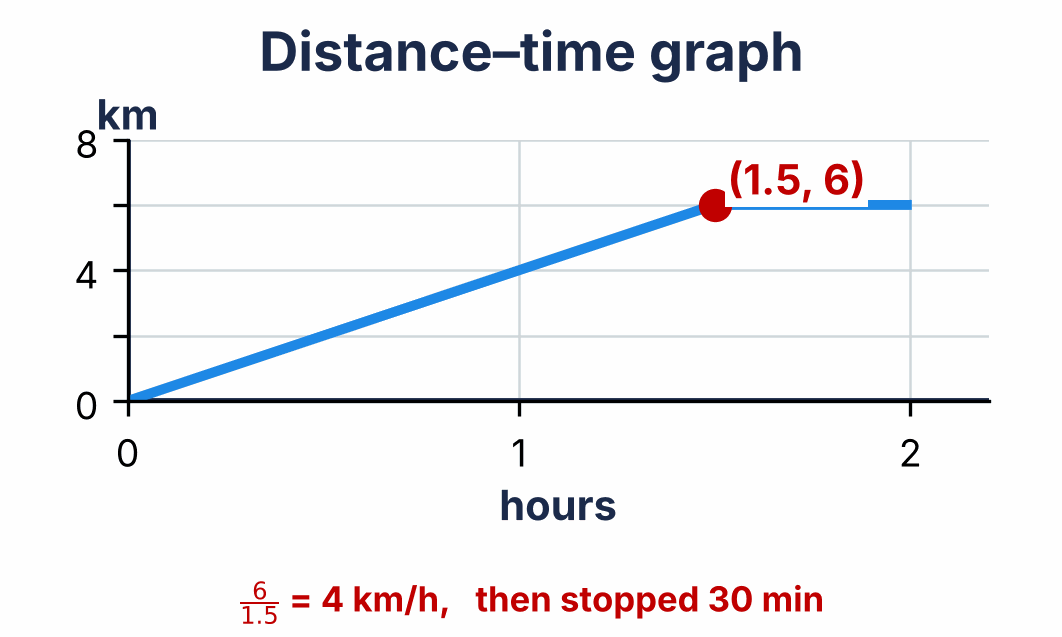 Distance–time graph
km
8
(1.5, 6)
4
0
0 1 2
hours
6/1.5 = 4 km/h, then stopped 30 min